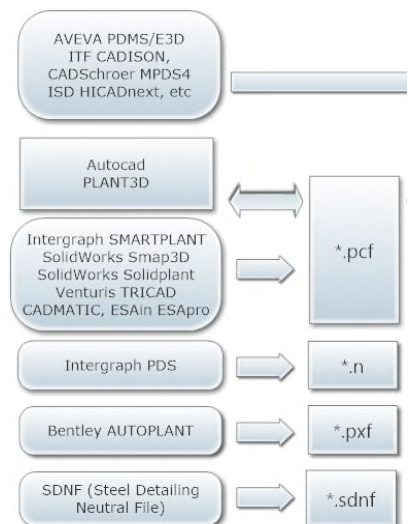 AVEVA PDMS/E3D
ITF CADISON,
CADSchroer MPDS4
ISD HICADnext, etc
Autocad
PLANT3D
Intergraph SMARTPLANT
SolidWorks Smap3D
SolidWorks Solidplant
Venturis TRICAD
CADMATIC, ESAin ESApro
*.pcf
Intergraph PDS
*.n
Bentley AUTOPLANT
*.pxf
SDNF (Steel Detailing
Neutral File)
*.sdnf